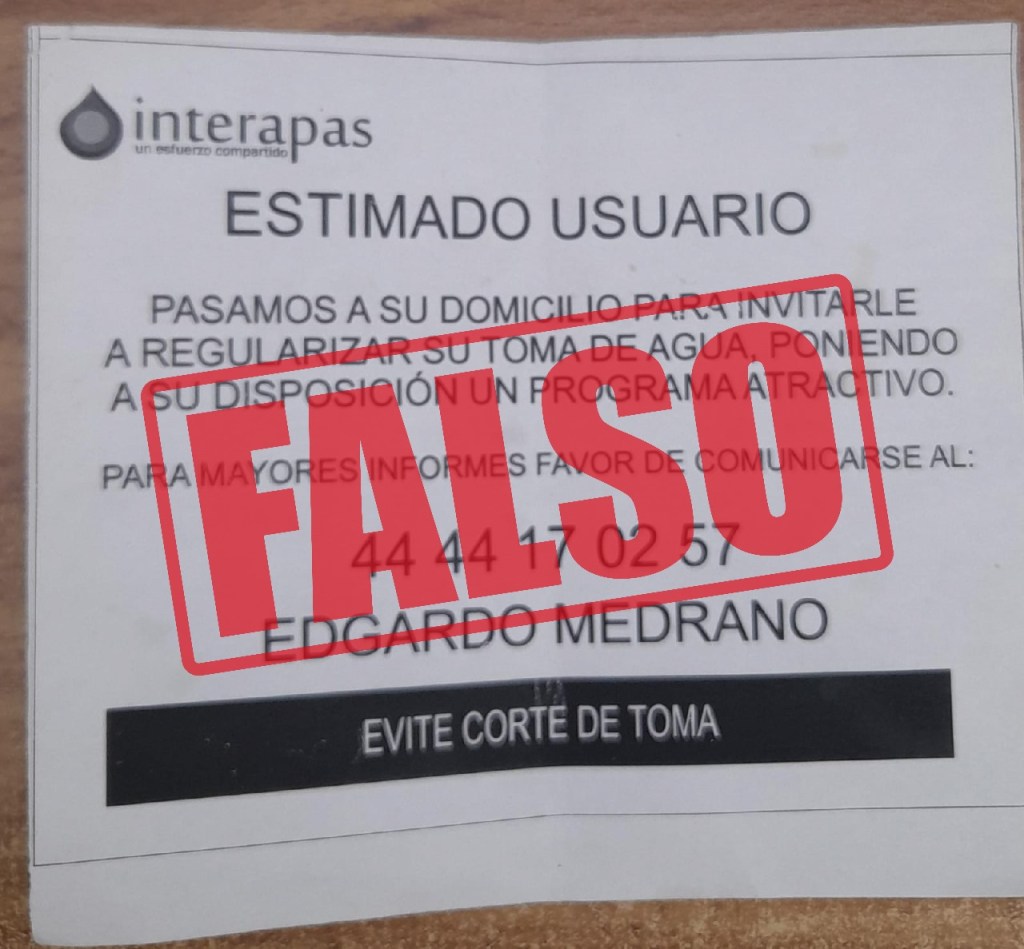 interapas
un esfuerzo compartido
ESTIMADO USUARIO
PASAMOS A SU DOMICILIO PARA INVITARLE
A REGULARIZAR SU TOMA DE AGUA, PONIENDO
A SU DISPOSICIÓN UN PROGRAMA ATRACTIVO.
PARA MAYORES INFORMES FAVOR DE COMUNICARSE AL:
44 44 17 02 57
EDGARDO MEDRANO
EVITE CORTE DE TOMA
FALSO